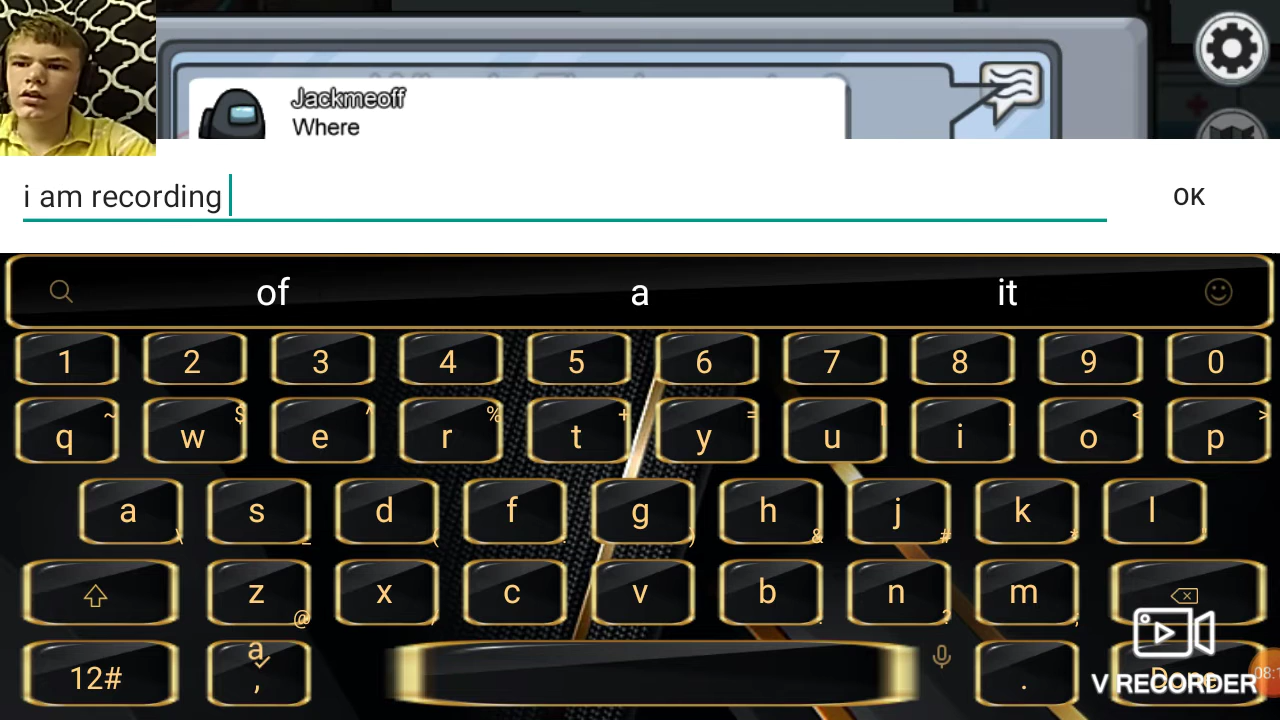 Jackmeoff
Where
i am recording
OK
of a it
1 2 3 4 5 6 7 8 9 0
~ $ ^ % + = < >
q w e r t y u i o p
a s d f g h j k l
\ _ ( ) & # * "
z x c v b n m
@ / ? ;
12# a , . Done
V RECORDER